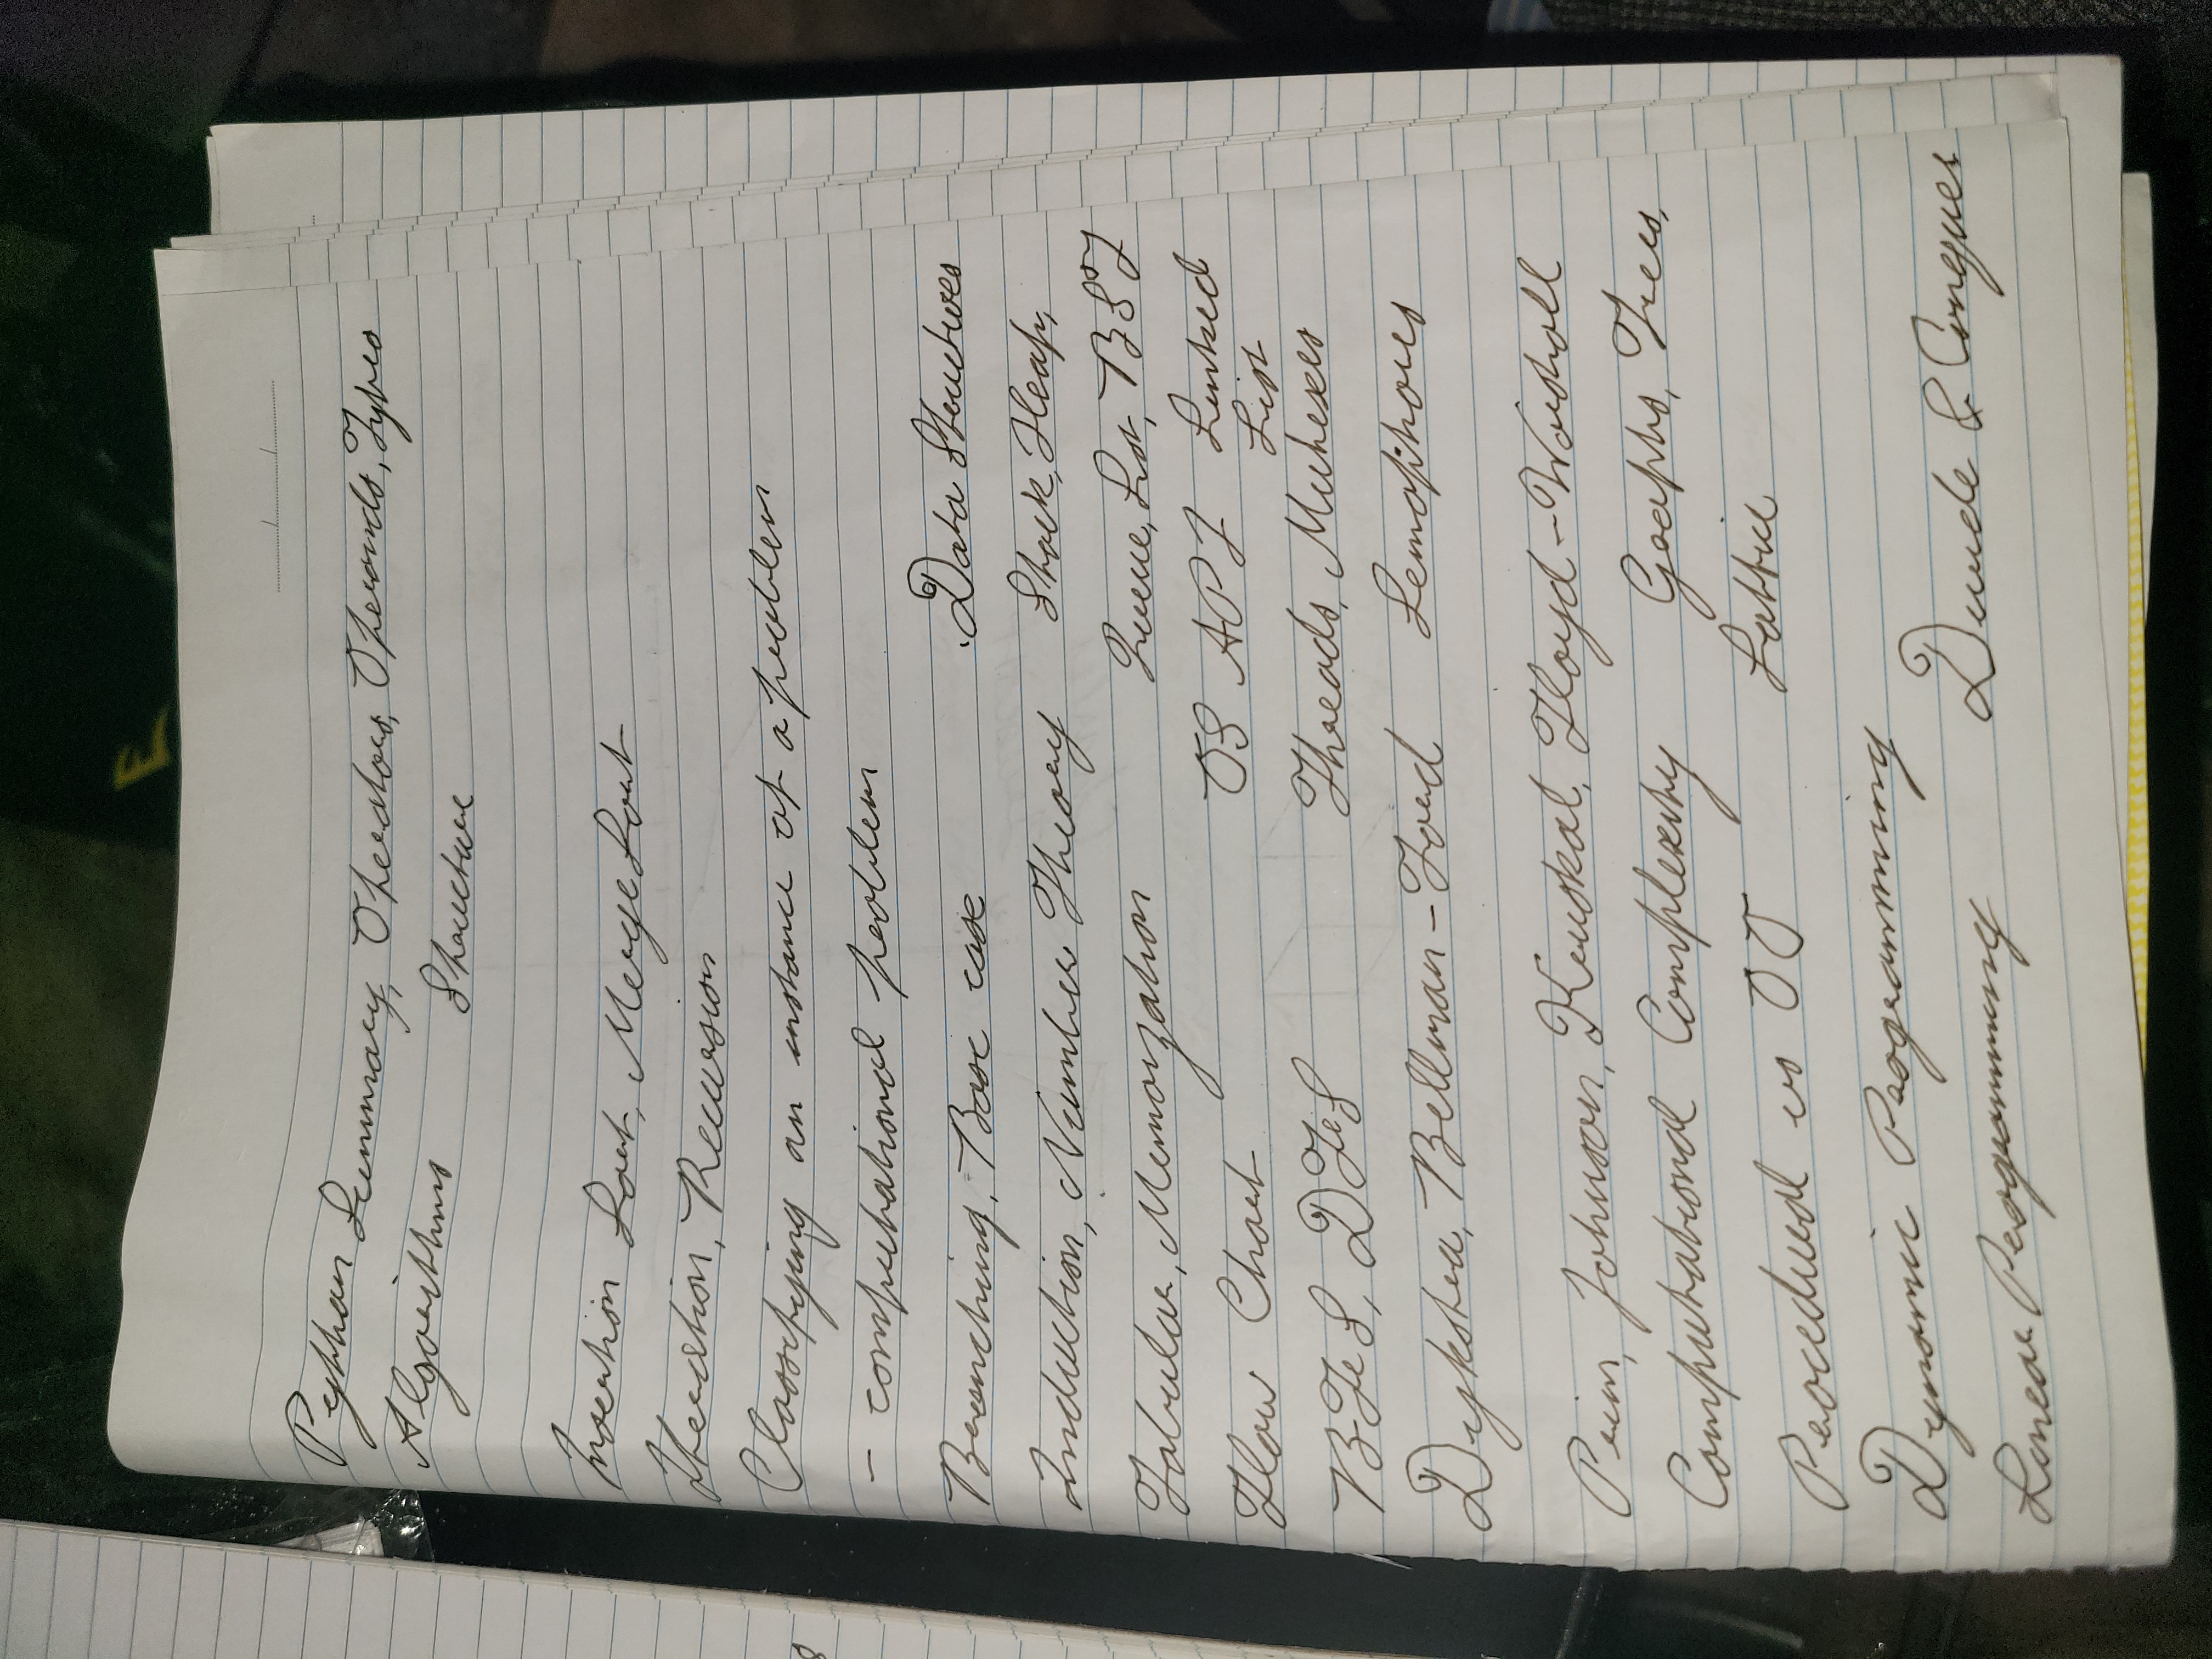 Python Summary, Operators, Operands, Types
Algorithms Structure
Insertion Sort, Merge Sort
Iteration, Recursion
Classifying an instance of a problem
- computational problem
Branching, Base case
.Data Structures
Induction, Number Theory
Stack, Heap,
Tabular, Memorzation
Queue, List, BST
Flow Chart
OS API
Linked
List
BFS, DFS
Threads, Mutexes
Dykstra, Bellman-Ford
Semaphores
Prim, Johnson, Kruskal, Floyd-Warshall
Computational Complexity
Graphs, Trees,
Procedural vs OO
Lattice
Dynamic Programming
Linear Programming
Divide & Conquer
E